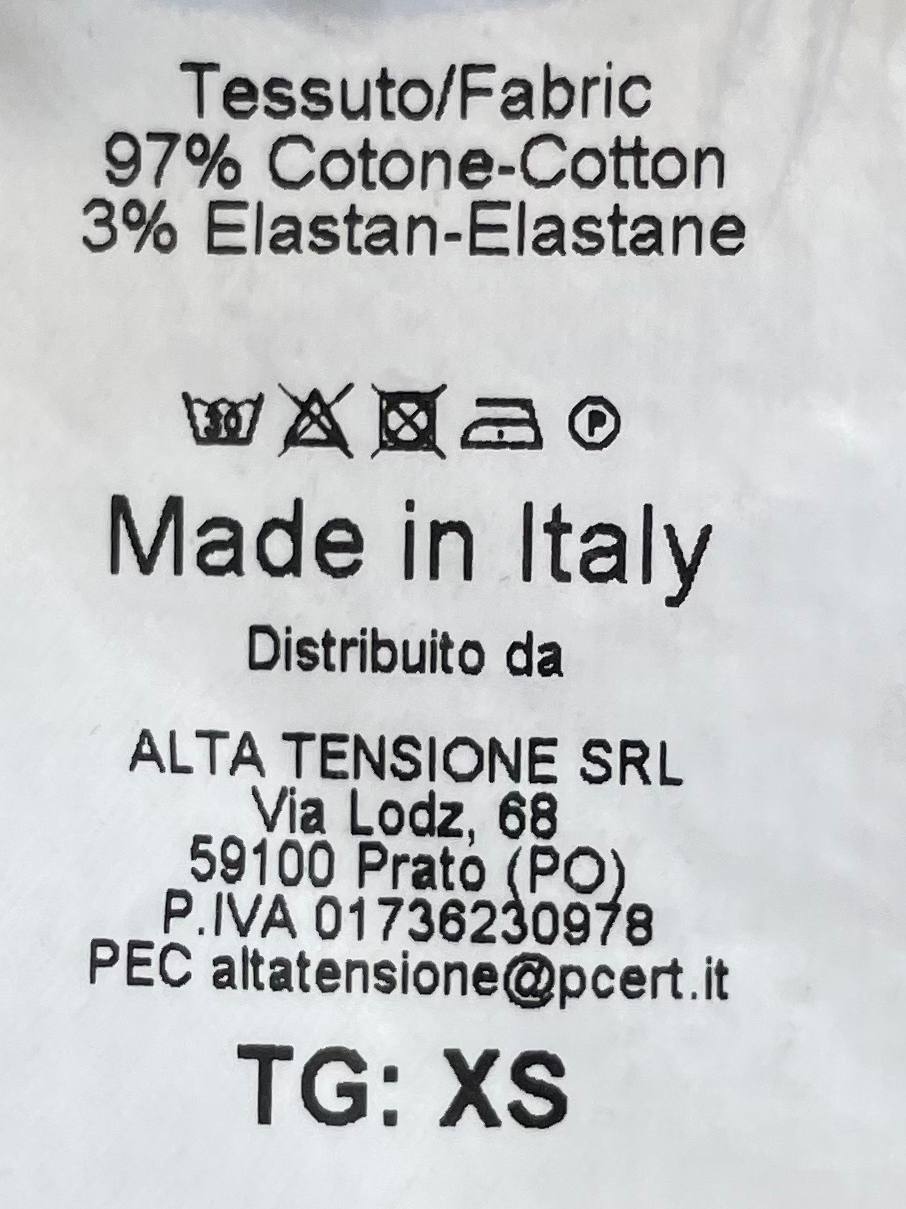 Tessuto/Fabric
97% Cotone-Cotton
3% Elastan-Elastane
30
P
Made in Italy
Distribuito da
ALTA TENSIONE SRL
Via Lodz, 68
59100 Prato (PO)
P.IVA 01736230978
PEC altatensione@pcert.it
TG: XS